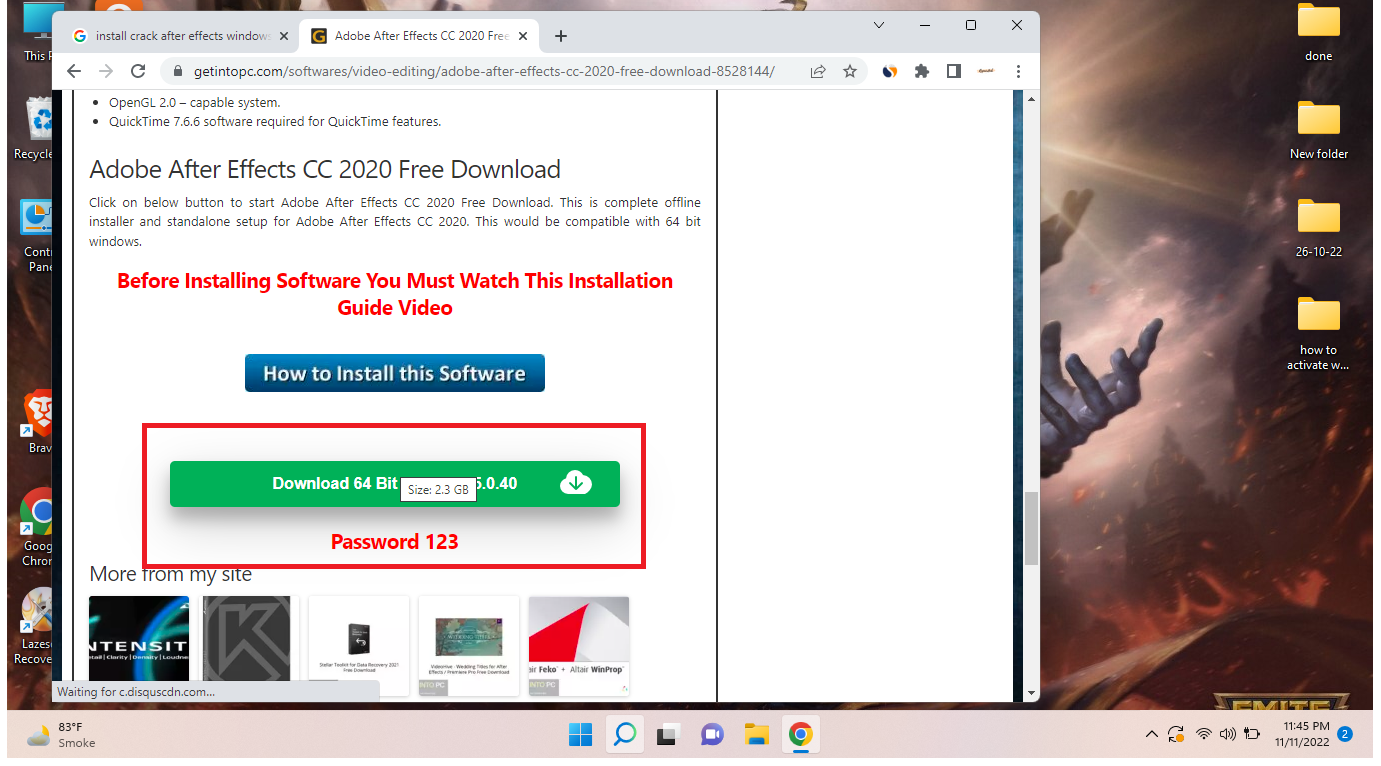 This P
Recycle
Cont
Pane
Brav
Goog
Chron
Lazes
Recove
install crack after effects windows
Adobe After Effects CC 2020 Free
getintopc.com/softwares/video-editing/adobe-after-effects-cc-2020-free-download-8528144/
OpenGL 2.0 – capable system.
QuickTime 7.6.6 software required for QuickTime features.
Adobe After Effects CC 2020 Free Download
Click on below button to start Adobe After Effects CC 2020 Free Download. This is complete offline
installer and standalone setup for Adobe After Effects CC 2020. This would be compatible with 64 bit
windows.
Before Installing Software You Must Watch This Installation
Guide Video
How to Install this Software
Download 64 Bit
.0.40
Size: 2.3 GB
Password 123
More from my site
NTENSIT
etail | Clarity | Density | Loudnes
Stellar Toolkit for Data Recovery 2021
Free Download
Videohive : Wedding Titles for After
Effects / Premiere Pro Free Download
INTO PC
air Feko + Altair WinProp
INTO PC
Waiting for c.disquscdn.com...
done
New folder
26-10-22
how to
activate w...
83°F
Smoke
11:45 PM
11/11/2022
2